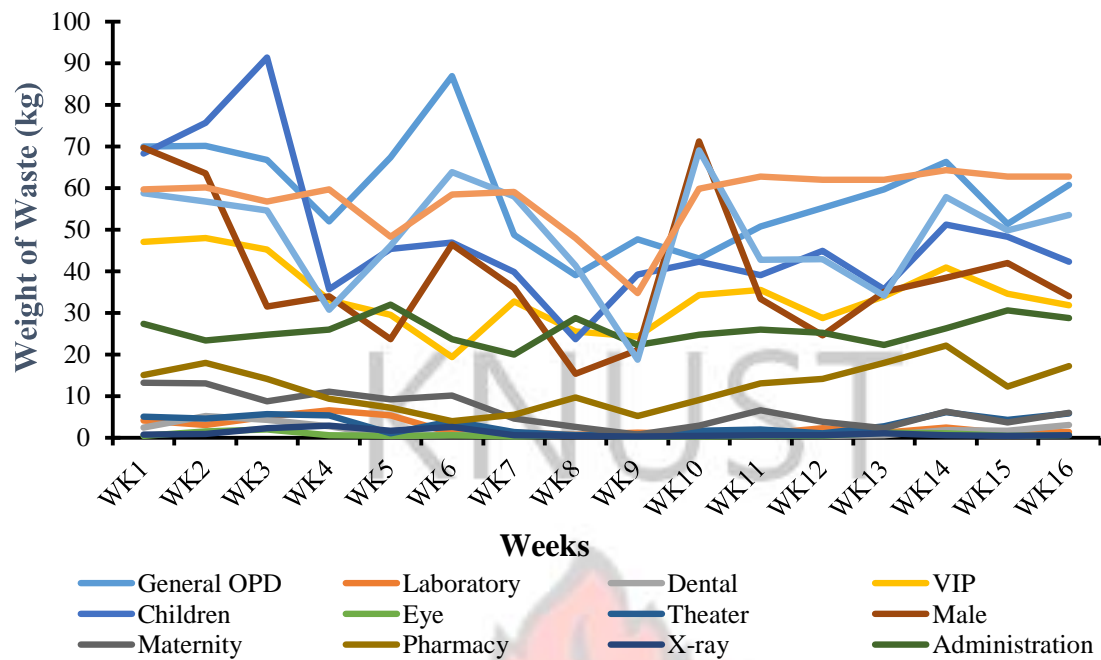 100
90
80
70
60
50
40
30
20
10
0
Weight of Waste (kg)
WK1 WK2 WK3 WK4 WK5 WK6 WK7 WK8 WK9 WK10 WK11 WK12 WK13 WK14 WK15 WK16
KNUST
Weeks
General OPD Laboratory Dental VIP
Children Eye Theater Male
Maternity Pharmacy X-ray Administration